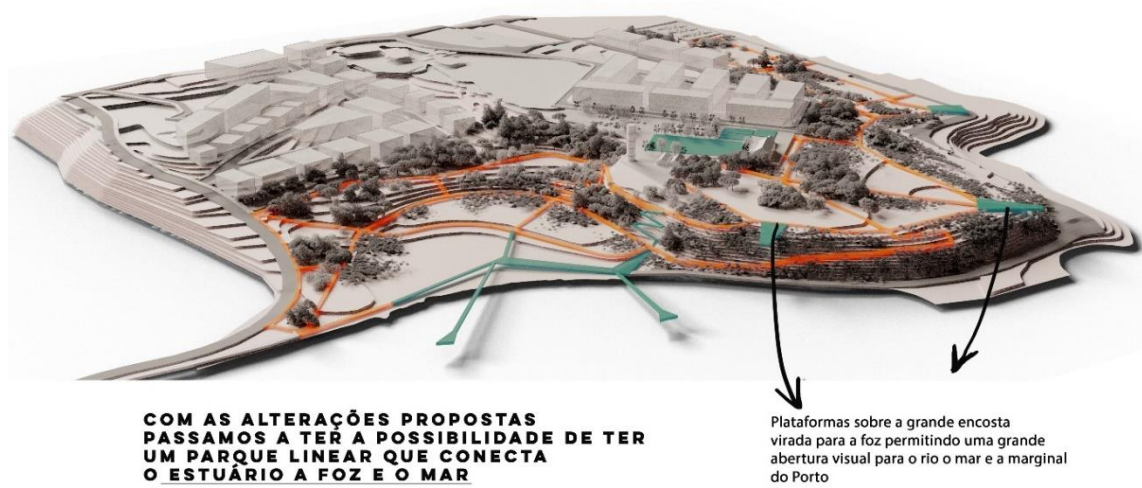 COM AS ALTERAÇÕES PROPOSTAS
PASSAMOS A TER A POSSIBILIDADE DE TER
UM PARQUE LINEAR QUE CONECTA
O ESTUÁRIO A FOZ E O MAR
Plataformas sobre a grande encosta
virada para a foz permitindo uma grande
abertura visual para o rio o mar e a marginal
do Porto